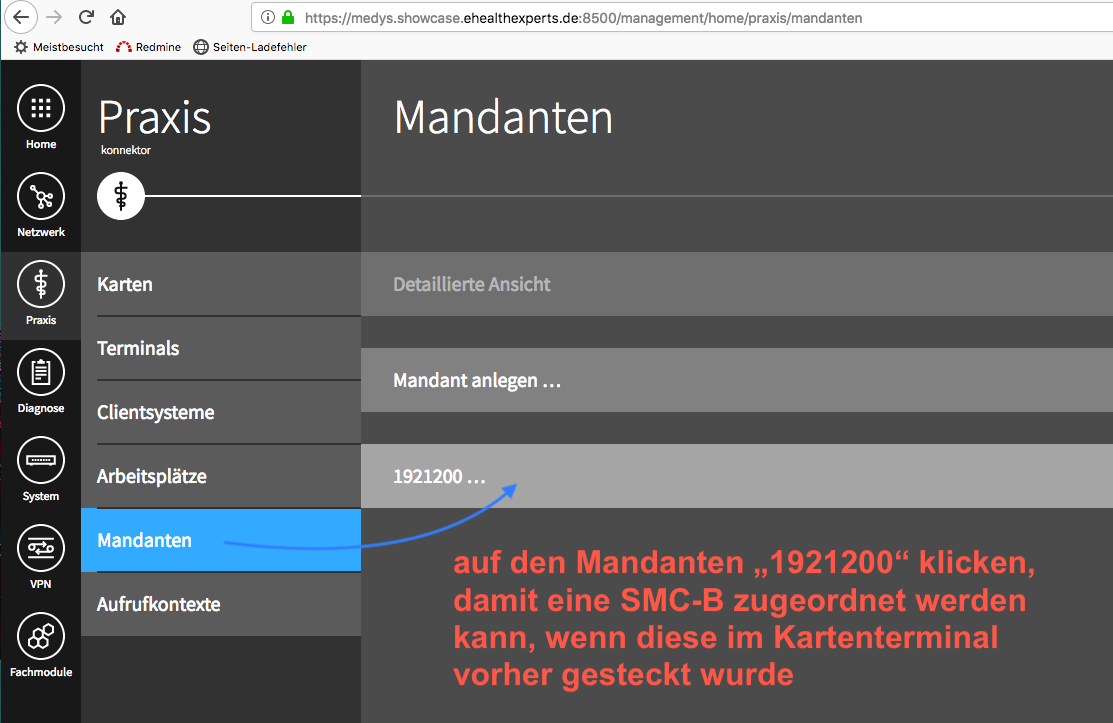 https://medys.showcase.ehealthexperts.de:8500/management/home/praxis/mandanten
Meistbesucht Redmine Seiten-Ladefehler
Home
Netzwerk
Praxis
Diagnose
System
VPN
Fachmodule
Praxis
konnektor
Karten
Terminals
Clientsysteme
Arbeitsplätze
Mandanten
Aufrufkontexte
Mandanten
Detaillierte Ansicht
Mandant anlegen ...
1921200 ...
auf den Mandanten „1921200“ klicken,
damit eine SMC-B zugeordnet werden
kann, wenn diese im Kartenterminal
vorher gesteckt wurde